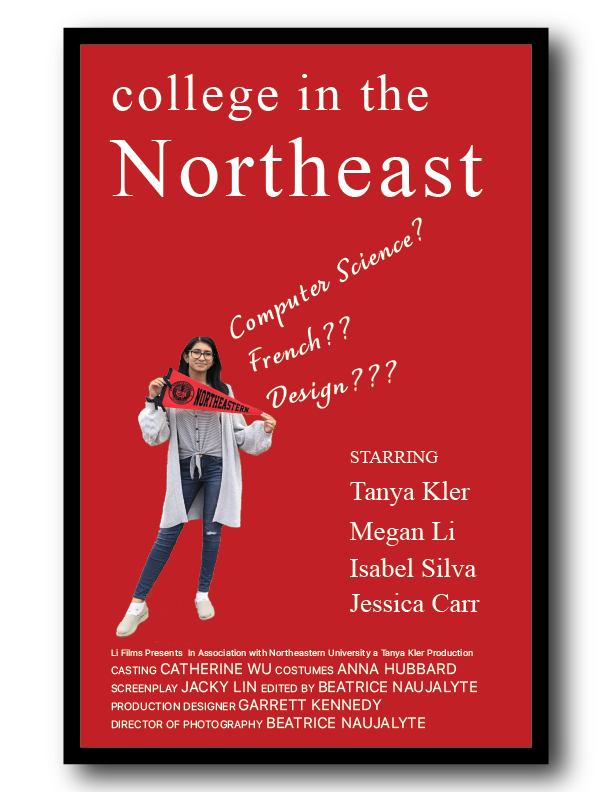 college in the
Northeast
Computer Science?
French??
Design???
NORTHEASTERN
STARRING
Tanya Kler
Megan Li
Isabel Silva
Jessica Carr
Li Films Presents In Association with Northeastern University a Tanya Kler Production
CASTING CATHERINE WU COSTUMES ANNA HUBBARD
SCREENPLAY JACKY LIN EDITED BY BEATRICE NAUJALYTE
PRODUCTION DESIGNER GARRETT KENNEDY
DIRECTOR OF PHOTOGRAPHY BEATRICE NAUJALYTE